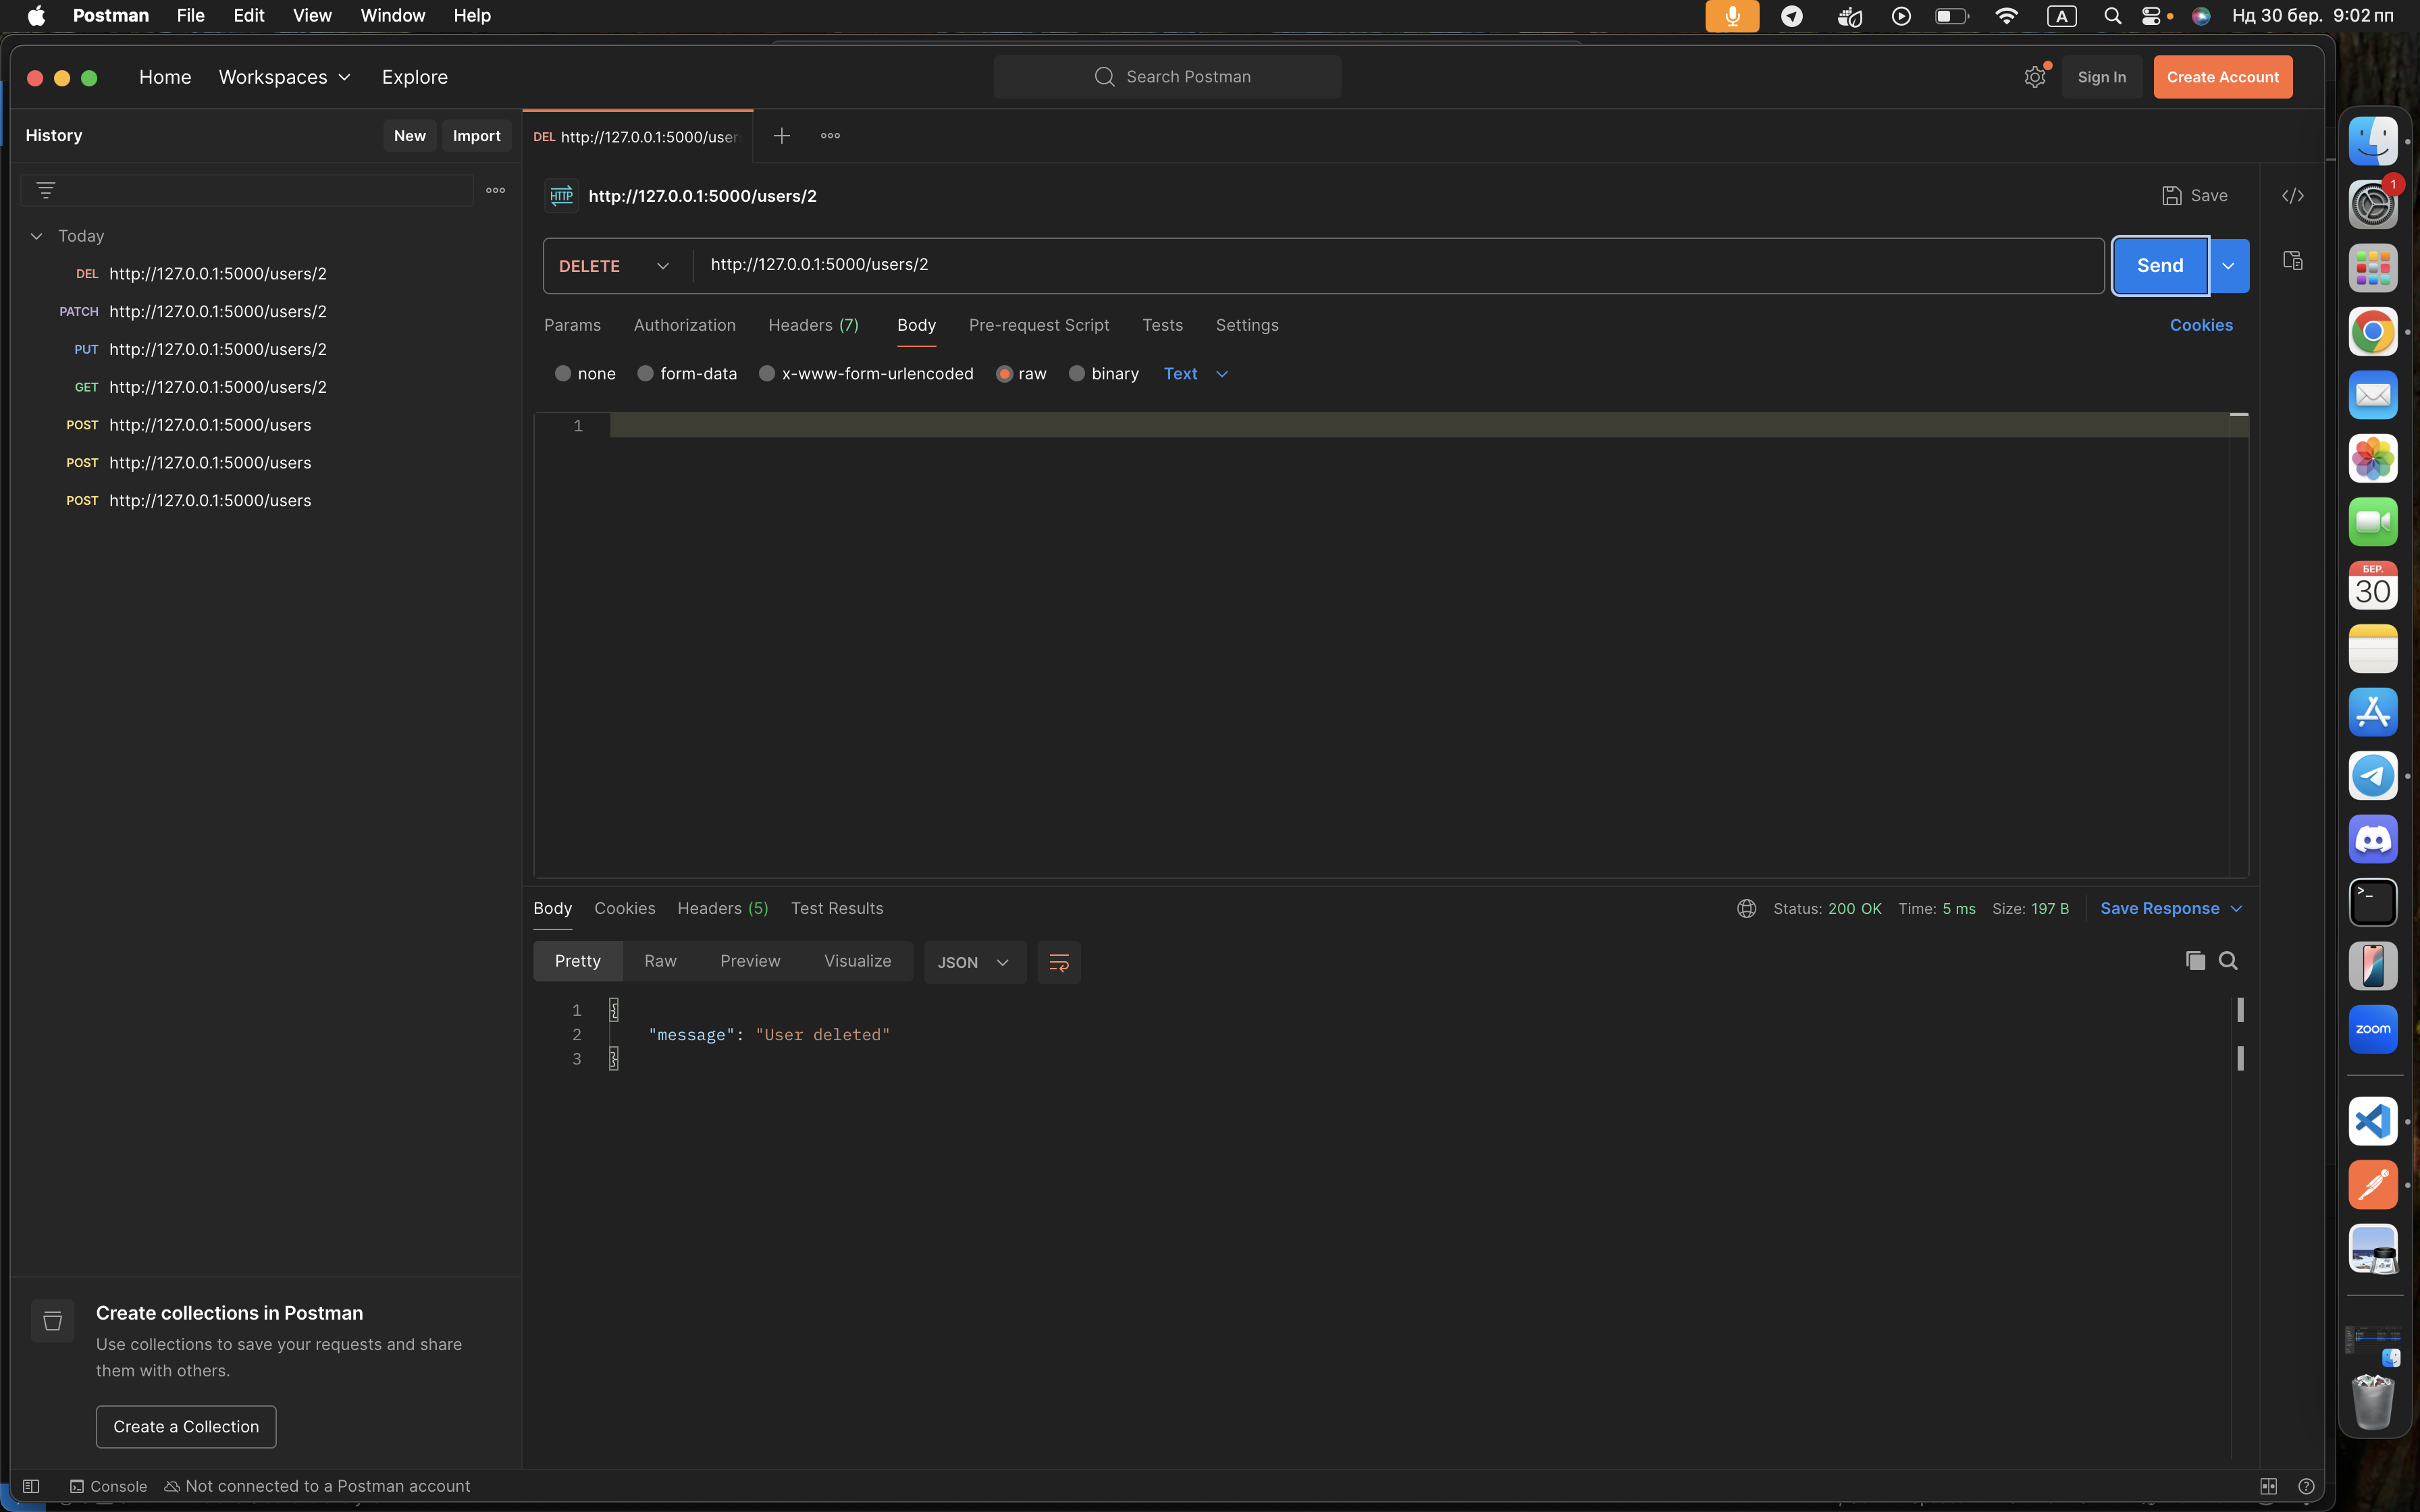 Postman File Edit View Window Help
A
Нд 30 бер. 9:02 пп
Home Workspaces Explore
Search Postman
Sign In Create Account
History New Import
DEL http://127.0.0.1:5000/user
Today
DEL http://127.0.0.1:5000/users/2
PATCH http://127.0.0.1:5000/users/2
PUT http://127.0.0.1:5000/users/2
GET http://127.0.0.1:5000/users/2
POST http://127.0.0.1:5000/users
POST http://127.0.0.1:5000/users
POST http://127.0.0.1:5000/users
HTTP http://127.0.0.1:5000/users/2
Save
DELETE http://127.0.0.1:5000/users/2
Send
Params Authorization Headers (7) Body Pre-request Script Tests Settings
Cookies
none form-data x-www-form-urlencoded raw binary Text
1
Body Cookies Headers (5) Test Results
Status: 200 OK Time: 5 ms Size: 197 B Save Response
Pretty Raw Preview Visualize JSON
1 {
2 "message": "User deleted"
3 }
Create collections in Postman
Use collections to save your requests and share
them with others.
Create a Collection
Console Not connected to a Postman account
1
БЕР.
30
zoom